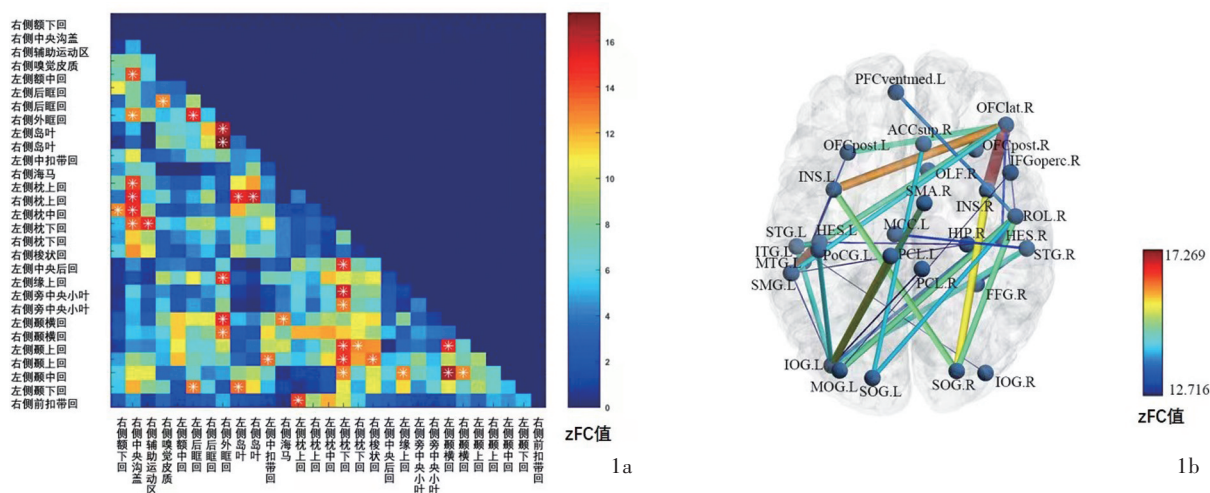 右侧额下回
右侧中央沟盖
右侧辅助运动区
右侧嗅觉皮质
左侧额中回
左侧后眶回
右侧后眶回
右侧外眶回
左侧岛叶
右侧岛叶
左侧中扣带回
右侧海马
左侧枕上回
右侧枕上回
左侧枕中回
左侧枕下回
右侧枕下回
右侧梭状回
左侧中央后回
左侧缘上回
左侧旁中央小叶
右侧旁中央小叶
左侧颞横回
右侧颞横回
左侧颞上回
右侧颞上回
左侧颞中回
左侧颞下回
右侧前扣带回
右侧额下回
右侧中央沟盖
右侧辅助运动区
右侧嗅觉皮质
左侧额中回
左侧后眶回
右侧后眶回
右侧外眶回
左侧岛叶
右侧岛叶
左侧中扣带回
右侧海马
左侧枕上回
右侧枕上回
左侧枕中回
左侧枕下回
右侧枕下回
右侧梭状回
左侧中央后回
左侧缘上回
左侧旁中央小叶
右侧旁中央小叶
左侧颞横回
右侧颞横回
左侧颞上回
右侧颞上回
左侧颞中回
左侧颞下回
右侧前扣带回
16
14
12
10
8
6
4
2
0
zFC值
1a
PFCventmed.L
OFClat.R
ACCsup.R
OFCpost.L
OFCpost.R
IFGoperc.R
OLF.R
INS.L
SMA.R
INS.R
ROL.R
STG.L
HES.L
MCC.L
HIP.R
HES.R
ITG.L
PoCG.L
PCL.L
STG.R
MTG.L
SMG.L
PCL.R
FFG.R
IOG.L
MOG.L
SOG.L
SOG.R
IOG.R
17.269
12.716
zFC值
1b